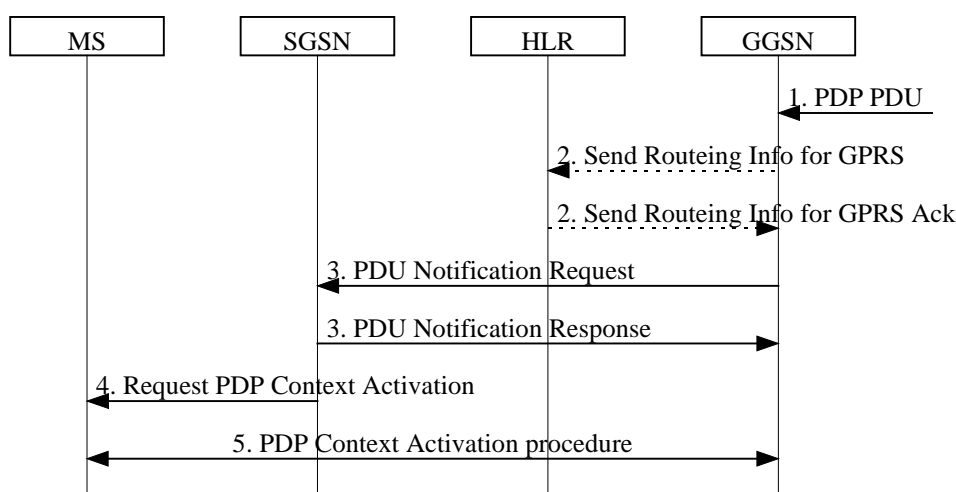 MS
SGSN
HLR
GGSN
1. PDP PDU
2. Send Routeing Info for GPRS
2. Send Routeing Info for GPRS Ack
3. PDU Notification Request
3. PDU Notification Response
4. Request PDP Context Activation
5. PDP Context Activation procedure